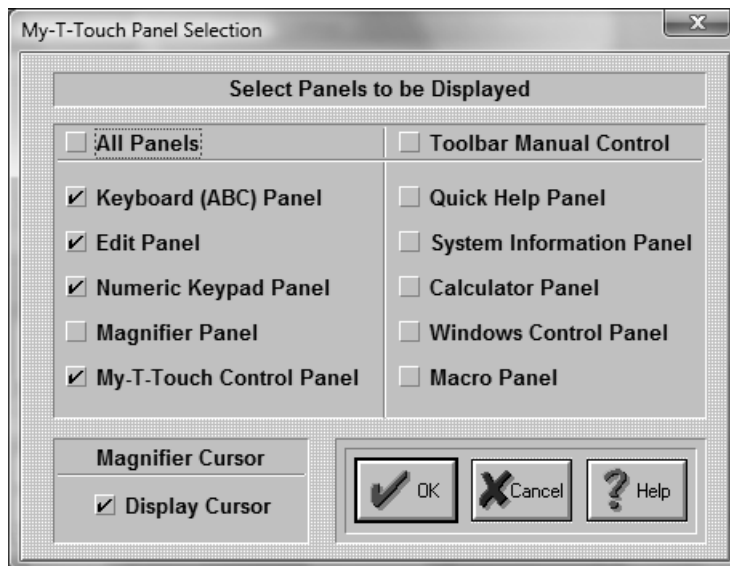 My-T-Touch Panel Selection
X
Select Panels to be Displayed
All Panels
Toolbar Manual Control
Keyboard (ABC) Panel
Quick Help Panel
Edit Panel
System Information Panel
Numeric Keypad Panel
Calculator Panel
Magnifier Panel
Windows Control Panel
My-T-Touch Control Panel
Macro Panel
Magnifier Cursor
Display Cursor
OK
Cancel
Help